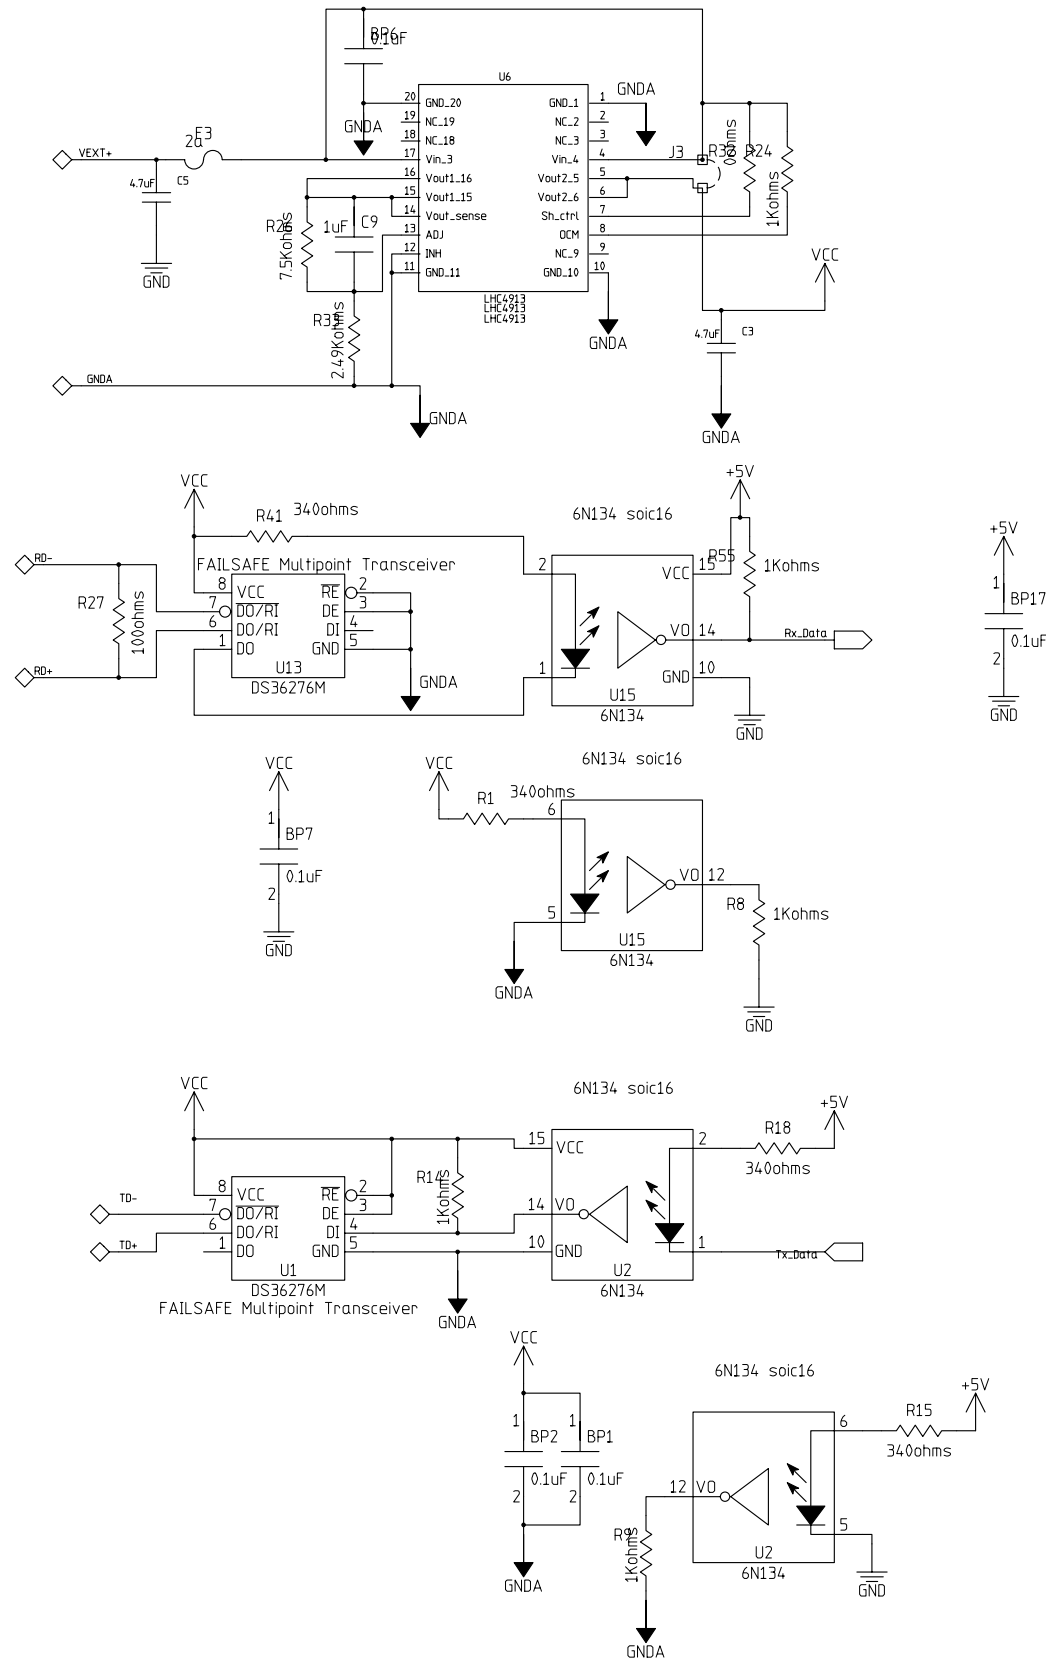 BP6
0.1uF
U6
GNDA
20 GND_20 GND_1 1
19 NC_19 NC_2 2
18 NC_18 NC_3 3
17 Vin_3 Vin_4 4
16 Vout1_16 Vout2_5 5
15 Vout1_15 Vout2_6 6
14 Vout_sense Sh_ctrl 7
13 ADJ OCM 8
12 INH NC_9 9
11 GND_11 GND_10 10
LHC4913
LHC4913
LHC4913
GNDA
VEXT+
2a
4.7uF C5
GND
7.5Kohms
1uF C9
R33
2.49Kohms
GNDA
GNDA
GNDA
J3
0ohms
R24
1Kohms
VCC
4.7uF C3
GNDA
VCC
R41 340ohms
6N134 soic16
+5V
+5V
RD-
FAILSAFE Multipoint Transceiver
R27
100ohms
RD+
8 VCC RE 2
7 DO/RI DE 3
6 DO/RI DI 4
1 DO GND 5
U13
DS36276M
GNDA
2 VCC 15
R55
1Kohms
VO 14
Rx_Data
1 GND 10
U15
6N134
GND
1
BP17
0.1uF
2
GND
VCC
1
BP7
0.1uF
2
GND
VCC
R1 340ohms
6N134 soic16
6
VO 12
5
U15
6N134
GNDA
R8
1Kohms
GND
VCC
6N134 soic16
+5V
R18
340ohms
R14
1Kohms
TD-
TD+
8 VCC RE 2
7 DO/RI DE 3
6 DO/RI DI 4
1 DO GND 5
U1
DS36276M
FAILSAFE Multipoint Transceiver
GNDA
15 VCC 2
14 VO
10 GND 1
U2
6N134
Tx_Data
VCC
1
BP2
0.1uF
2
1
BP1
0.1uF
2
GNDA
6N134 soic16
+5V
R15
340ohms
6
12 VO
5
U2
6N134
R9
1Kohms
GND
GNDA